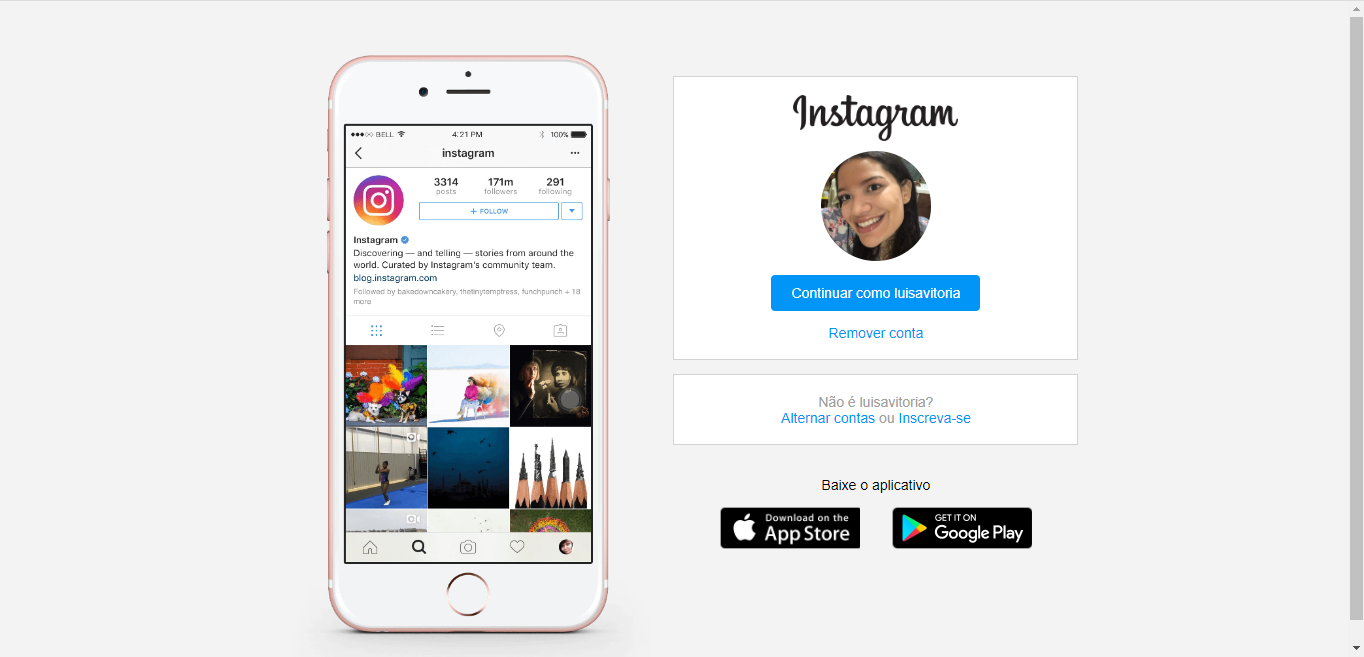 BELL
4:21 PM
100%
instagram
3314
171m
291
posts
followers
following
+ FOLLOW
Instagram
Discovering — and telling — stories from around the
world. Curated by Instagram's community team.
blog.instagram.com
Followed by bakedowncakery, thetinytemptress, funchpunch + 18
more
Instagram
Continuar como luisavitoria
Remover conta
Não é luisavitoria?
Alternar contas ou Inscreva-se
Baixe o aplicativo
Download on the
App Store
GET IT ON
Google Play